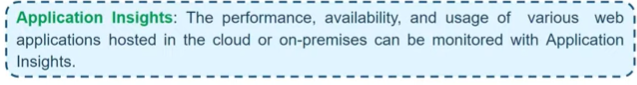 Application Insights: The performance, availability, and usage of various web
applications hosted in the cloud or on-premises can be monitored with Application
Insights.